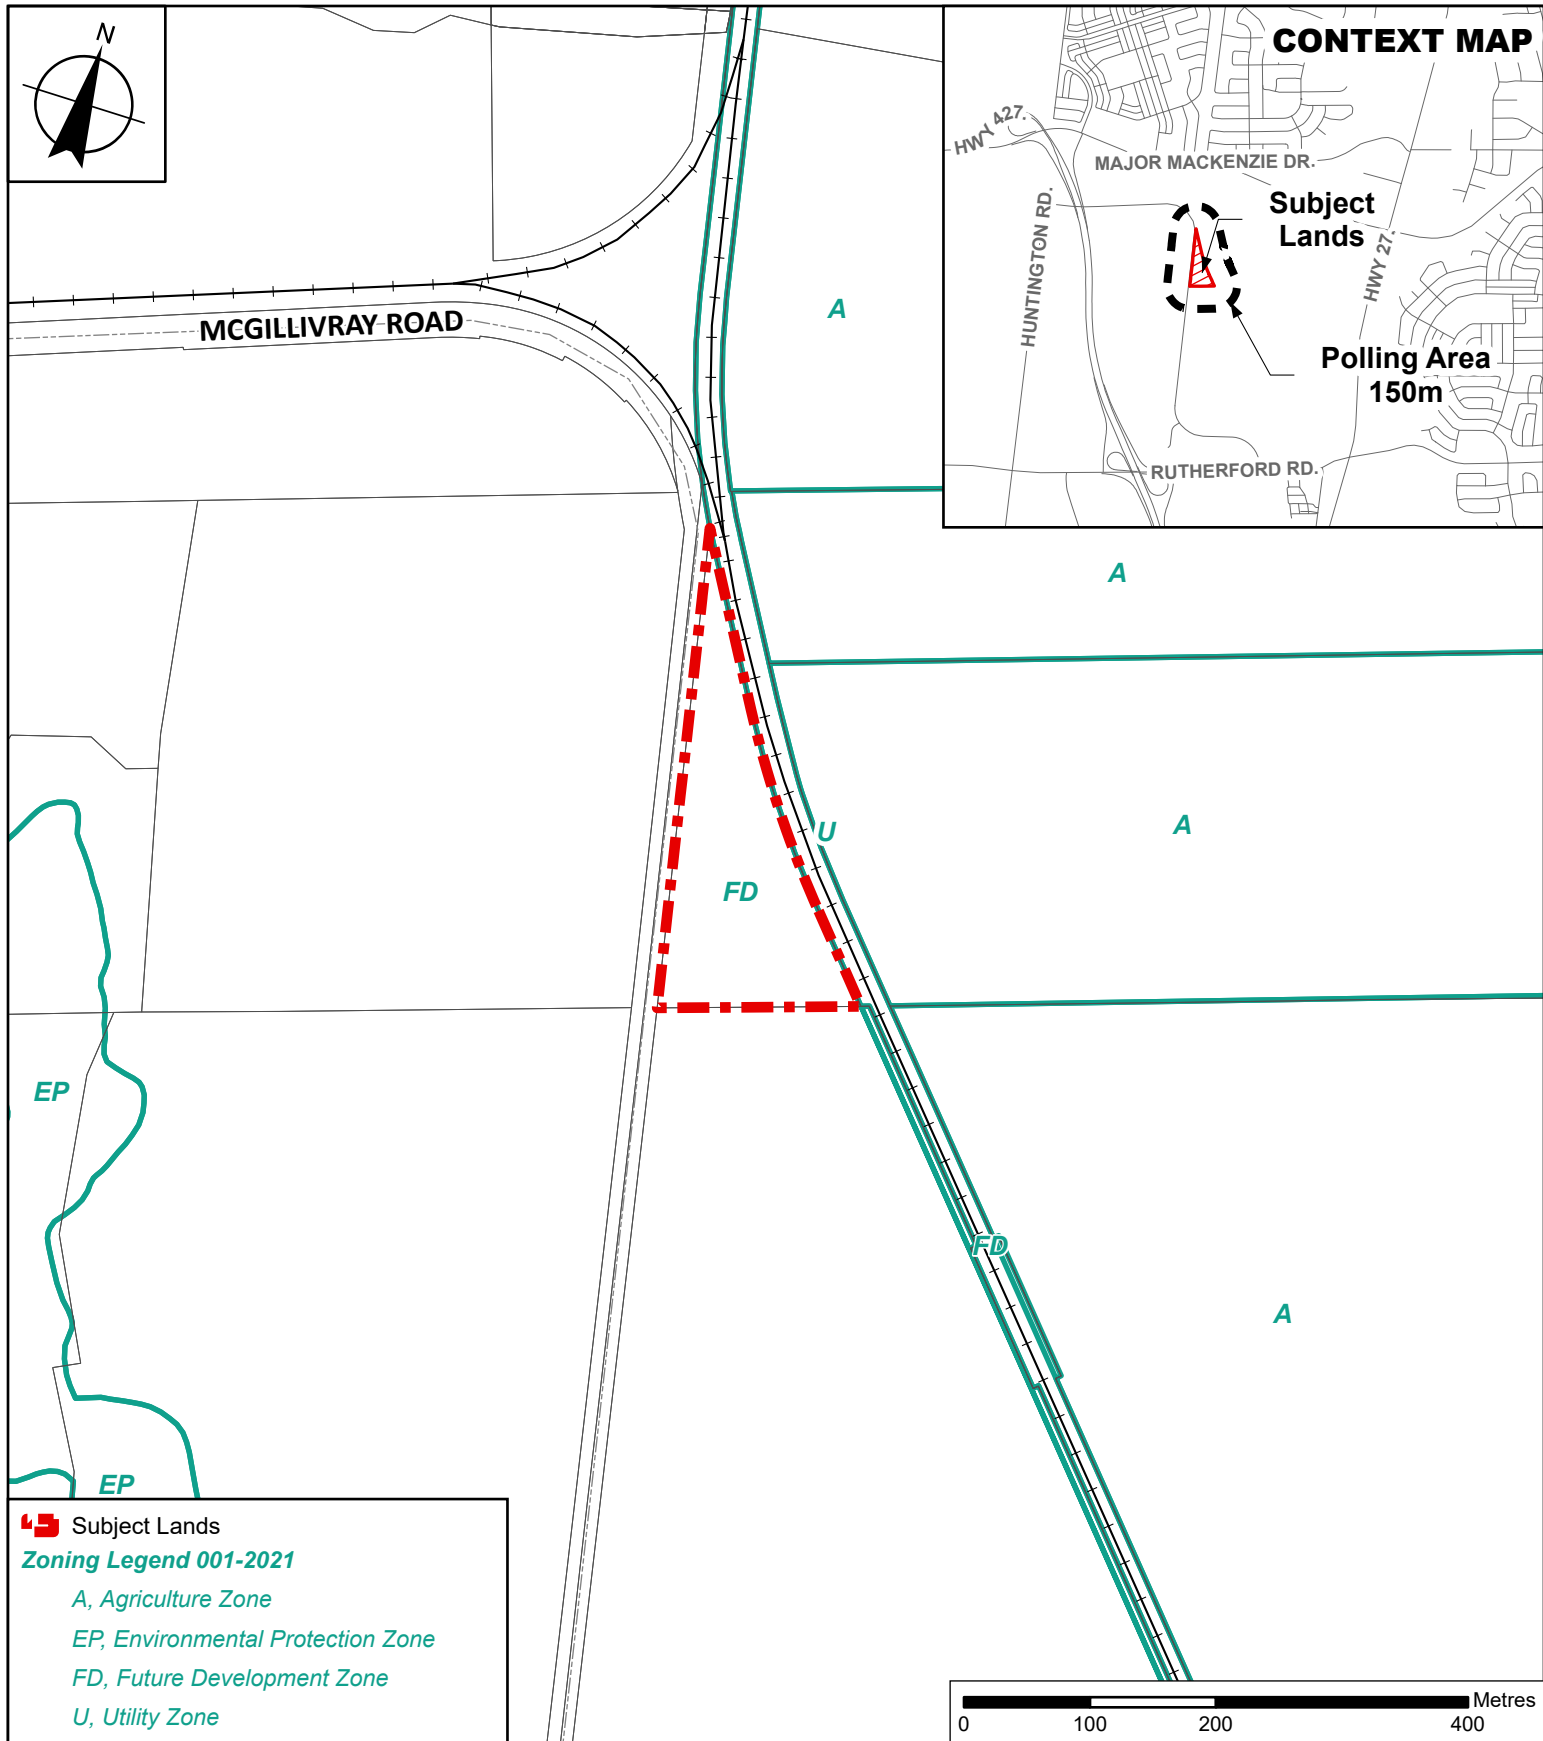 N
CONTEXT MAP
HWY 427.
MAJOR MACKENZIE DR.
HUNTINGTON RD.
Subject
Lands
HWY 27.
Polling Area
150m
RUTHERFORD RD.
MCGILLIVRAY ROAD
A
A
A
U
FD
EP
FD
A
EP
Subject Lands
Zoning Legend 001-2021
A, Agriculture Zone
EP, Environmental Protection Zone
FD, Future Development Zone
U, Utility Zone
Metres
0 100 200 400